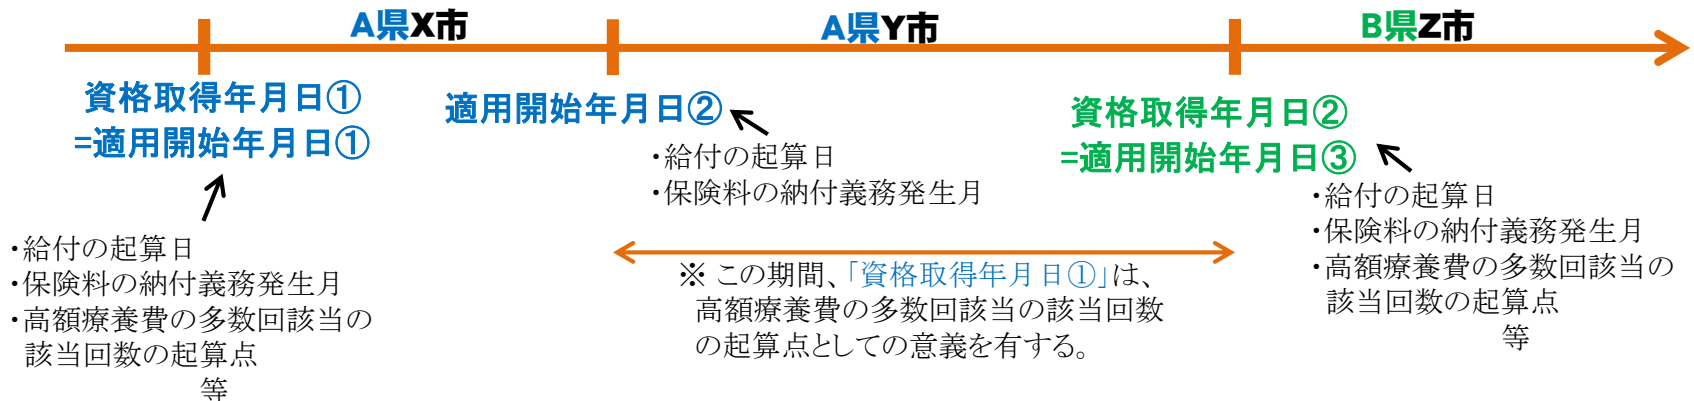 A県X市
A県Y市
B県Z市
資格取得年月日①
=適用開始年月日①
・給付の起算日
・保険料の納付義務発生月
・高額療養費の多数回該当の
該当回数の起算点
等
適用開始年月日②
・給付の起算日
・保険料の納付義務発生月
※ この期間、「資格取得年月日①」は、
高額療養費の多数回該当の該当回数
の起算点としての意義を有する。
資格取得年月日②
=適用開始年月日③
・給付の起算日
・保険料の納付義務発生月
・高額療養費の多数回該当の
該当回数の起算点
等